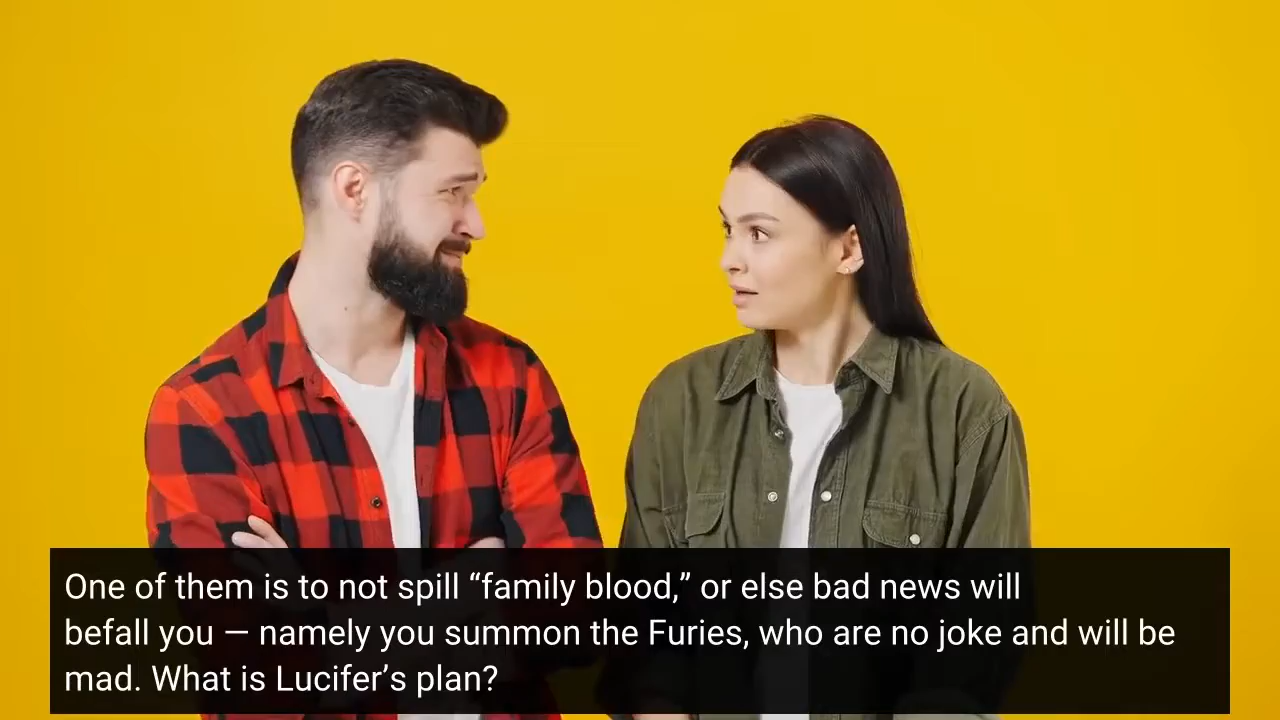 One of them is to not spill “family blood,” or else bad news will
befall you — namely you summon the Furies, who are no joke and will be
mad. What is Lucifer’s plan?